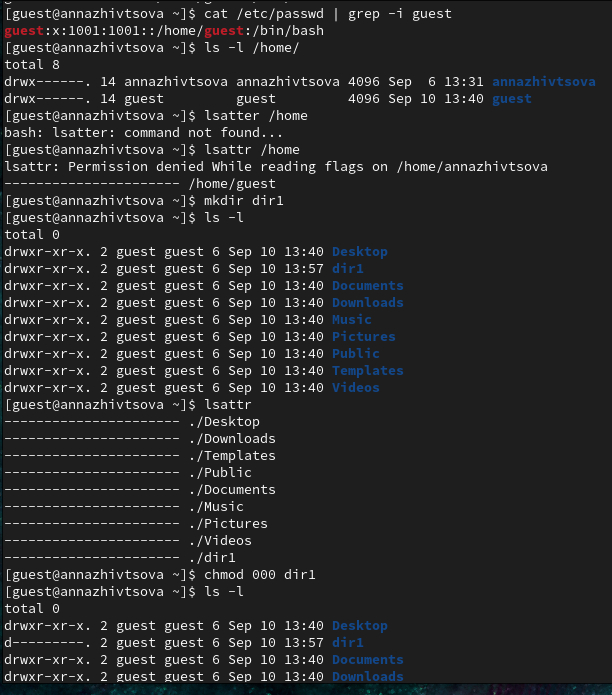 [guest@annazhivtsova ~]$ cat /etc/passwd | grep -i guest
guest:x:1001:1001::/home/guest:/bin/bash
[guest@annazhivtsova ~]$ ls -l /home/
total 8
drwx------. 14 annazhivtsova annazhivtsova 4096 Sep  6 13:31 annazhivtsova
drwx------. 14 guest         guest         4096 Sep 10 13:40 guest
[guest@annazhivtsova ~]$ lsatter /home
bash: lsatter: command not found...
[guest@annazhivtsova ~]$ lsattr /home
lsattr: Permission denied While reading flags on /home/annazhivtsova
---------------------- /home/guest
[guest@annazhivtsova ~]$ mkdir dir1
[guest@annazhivtsova ~]$ ls -l
total 0
drwxr-xr-x. 2 guest guest 6 Sep 10 13:40 Desktop
drwxr-xr-x. 2 guest guest 6 Sep 10 13:57 dir1
drwxr-xr-x. 2 guest guest 6 Sep 10 13:40 Documents
drwxr-xr-x. 2 guest guest 6 Sep 10 13:40 Downloads
drwxr-xr-x. 2 guest guest 6 Sep 10 13:40 Music
drwxr-xr-x. 2 guest guest 6 Sep 10 13:40 Pictures
drwxr-xr-x. 2 guest guest 6 Sep 10 13:40 Public
drwxr-xr-x. 2 guest guest 6 Sep 10 13:40 Templates
drwxr-xr-x. 2 guest guest 6 Sep 10 13:40 Videos
[guest@annazhivtsova ~]$ lsattr
---------------------- ./Desktop
---------------------- ./Downloads
---------------------- ./Templates
---------------------- ./Public
---------------------- ./Documents
---------------------- ./Music
---------------------- ./Pictures
---------------------- ./Videos
---------------------- ./dir1
[guest@annazhivtsova ~]$ chmod 000 dir1
[guest@annazhivtsova ~]$ ls -l
total 0
drwxr-xr-x. 2 guest guest 6 Sep 10 13:40 Desktop
d---------. 2 guest guest 6 Sep 10 13:57 dir1
drwxr-xr-x. 2 guest guest 6 Sep 10 13:40 Documents
drwxr-xr-x. 2 guest guest 6 Sep 10 13:40 Downloads